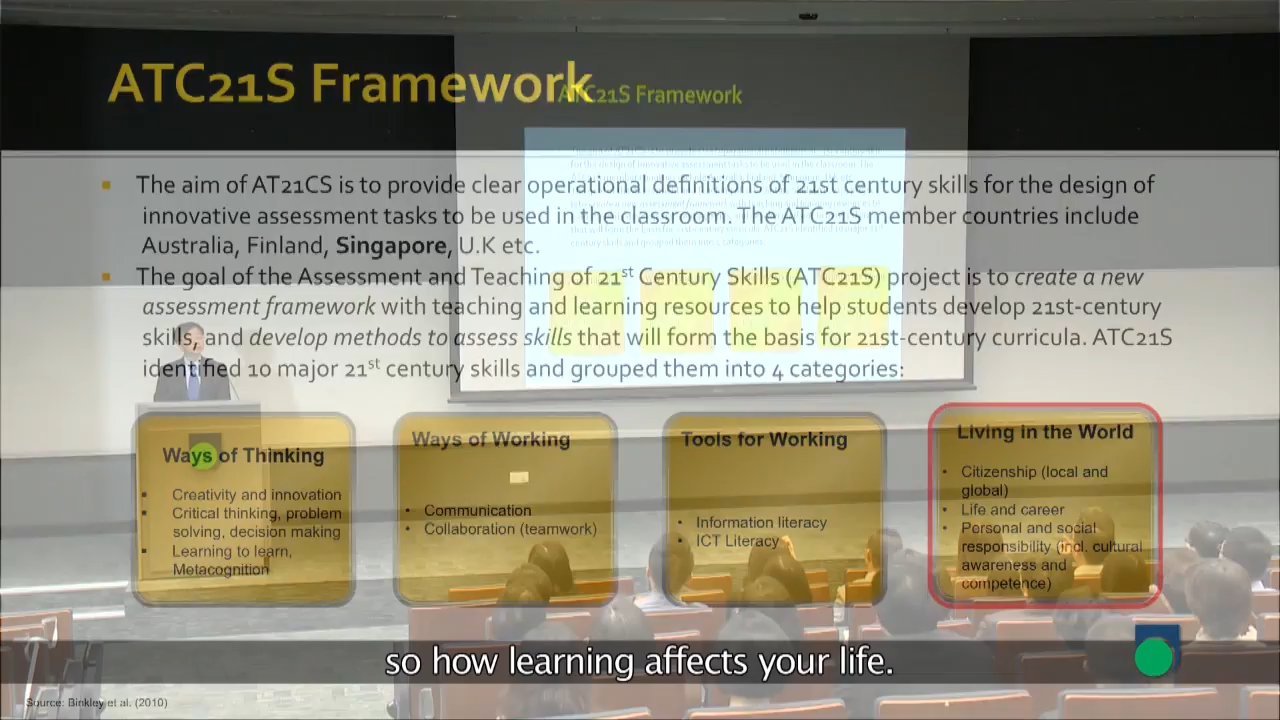 ATC21S Framework
ATC21S Framework
The aim of AT21CS is to provide clear operational definitions of 21st century skills for the design of
innovative assessment tasks to be used in the classroom. The ATC21S member countries include
Australia, Finland, Singapore, U.K etc.
The goal of the Assessment and Teaching of 21st Century Skills (ATC21S) project is to create a new
assessment framework with teaching and learning resources to help students develop 21st-century
skills, and develop methods to assess skills that will form the basis for 21st-century curricula. ATC21S
identified 10 major 21st century skills and grouped them into 4 categories:
Ways of Thinking
Creativity and innovation
Critical thinking, problem
solving, decision making
Learning to learn,
Metacognition
Ways of Working
Communication
Collaboration (teamwork)
Tools for Working
Information literacy
ICT Literacy
Living in the World
Citizenship (local and
global)
Life and career
Personal and social
responsibility (incl. cultural
awareness and
competence)
so how learning affects your life.
Source: Binkley et al. (2010)